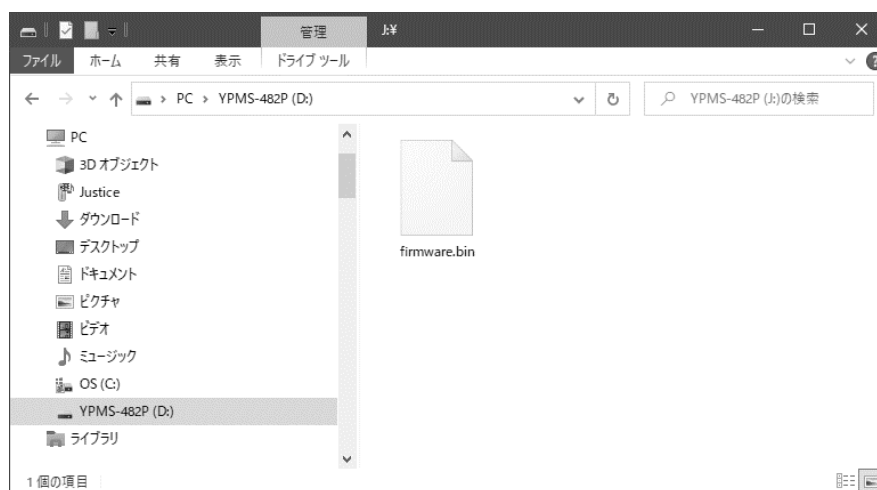 管理
J:¥
ファイル ホーム 共有 表示 ドライブ ツール
PC > YPMS-482P (D:)
YPMS-482P (J:)の検索
PC
3D オブジェクト
Justice
ダウンロード
デスクトップ
ドキュメント
ピクチャ
ビデオ
ミュージック
OS (C:)
YPMS-482P (D:)
ライブラリ
firmware.bin
1 個の項目